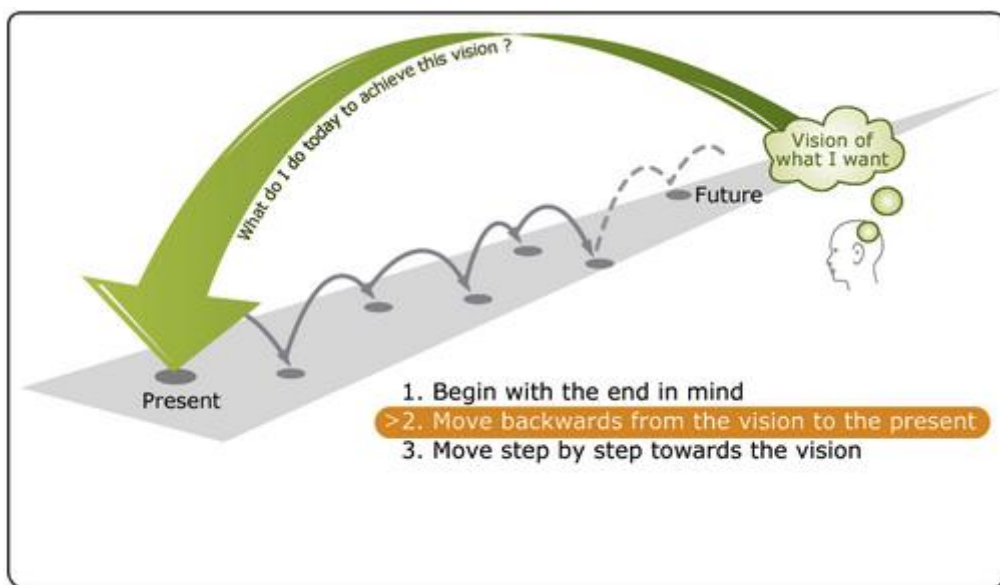 What do I do today to achieve this vision ?
Vision of
what I want
Future
Present
1. Begin with the end in mind
>2. Move backwards from the vision to the present
3. Move step by step towards the vision